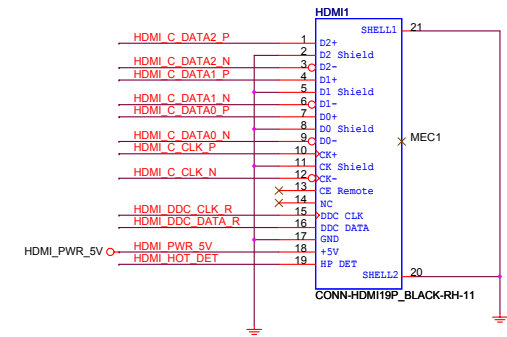 HDMI1
SHELL1 21
HDMI_C_DATA2_P 1 D2+
2 D2 Shield
HDMI_C_DATA2_N 3 D2-
HDMI_C_DATA1_P 4 D1+
5 D1 Shield
HDMI_C_DATA1_N 6 D1-
HDMI_C_DATA0_P 7 D0+
8 D0 Shield
HDMI_C_DATA0_N 9 D0- MEC1
HDMI_C_CLK_P 10 CK+
11 CK Shield
HDMI_C_CLK_N 12 CK-
13 CE Remote
14 NC
HDMI_DDC_CLK_R 15 DDC CLK
HDMI_DDC_DATA_R 16 DDC DATA
17 GND
HDMI_PWR_5V HDMI_PWR_5V 18 +5V
HDMI_HOT_DET 19 HP DET
SHELL2 20
CONN-HDMI19P_BLACK-RH-11